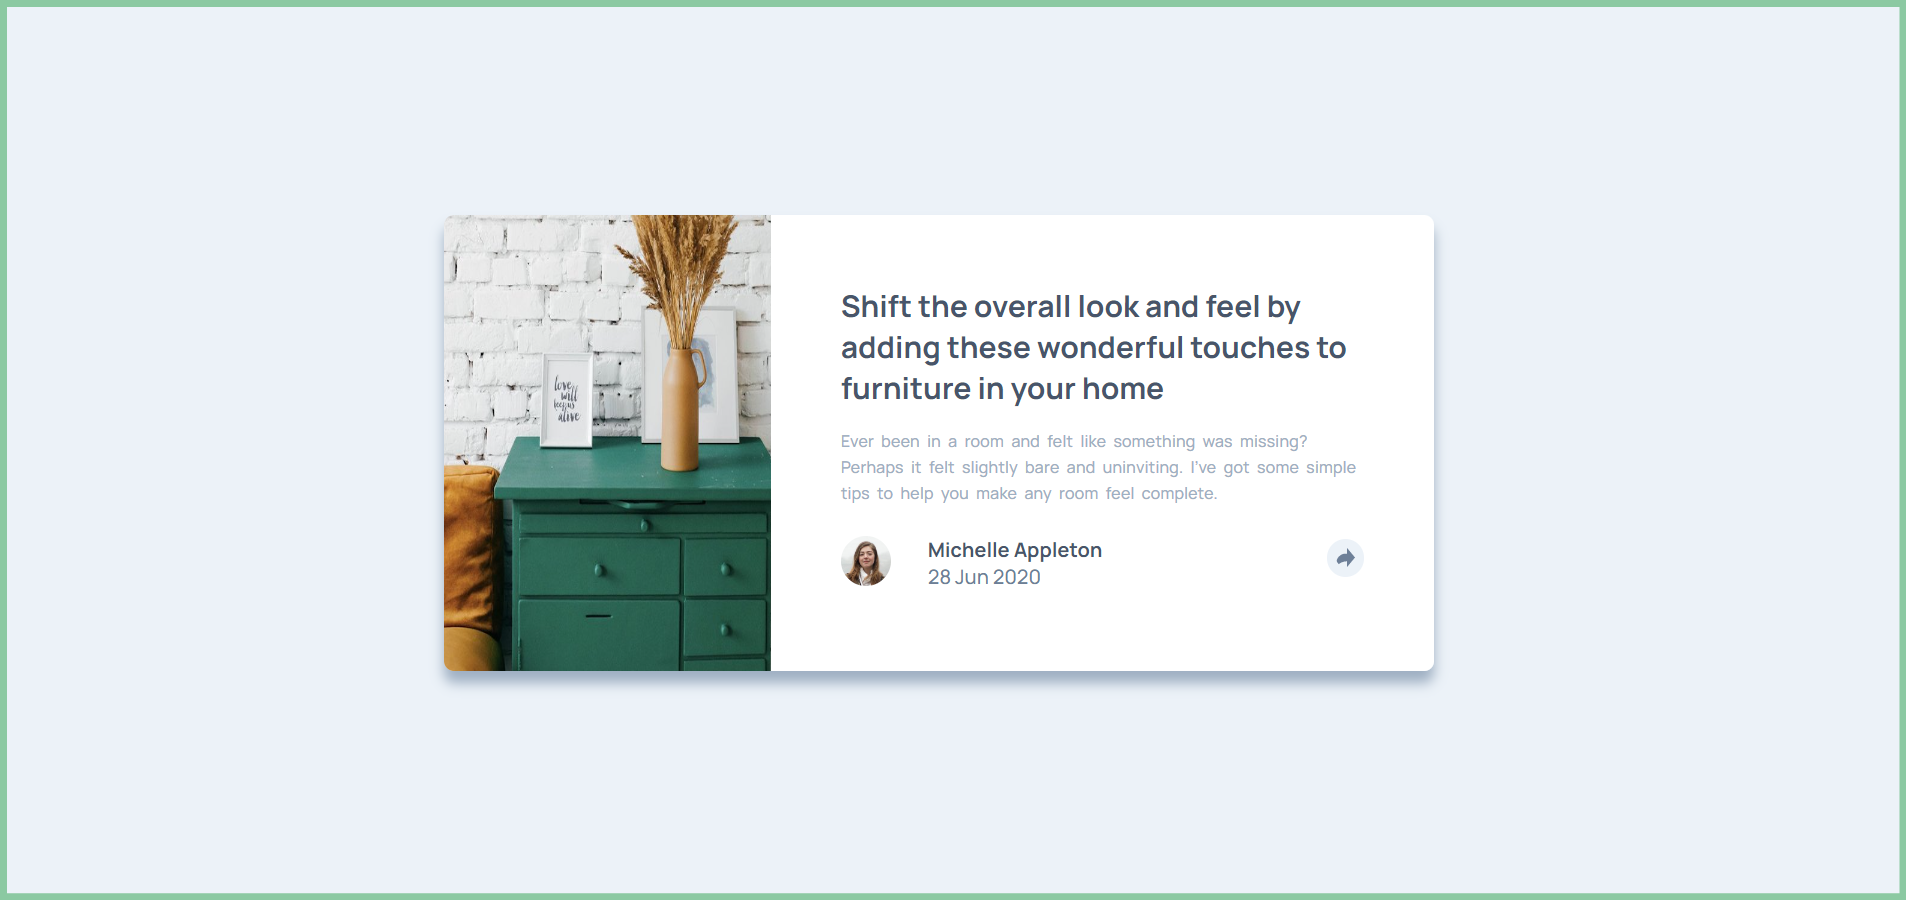 love
will
keep us
alive
Shift the overall look and feel by
adding these wonderful touches to
furniture in your home
Ever been in a room and felt like something was missing?
Perhaps it felt slightly bare and uninviting. I’ve got some simple
tips to help you make any room feel complete.
Michelle Appleton
28 Jun 2020